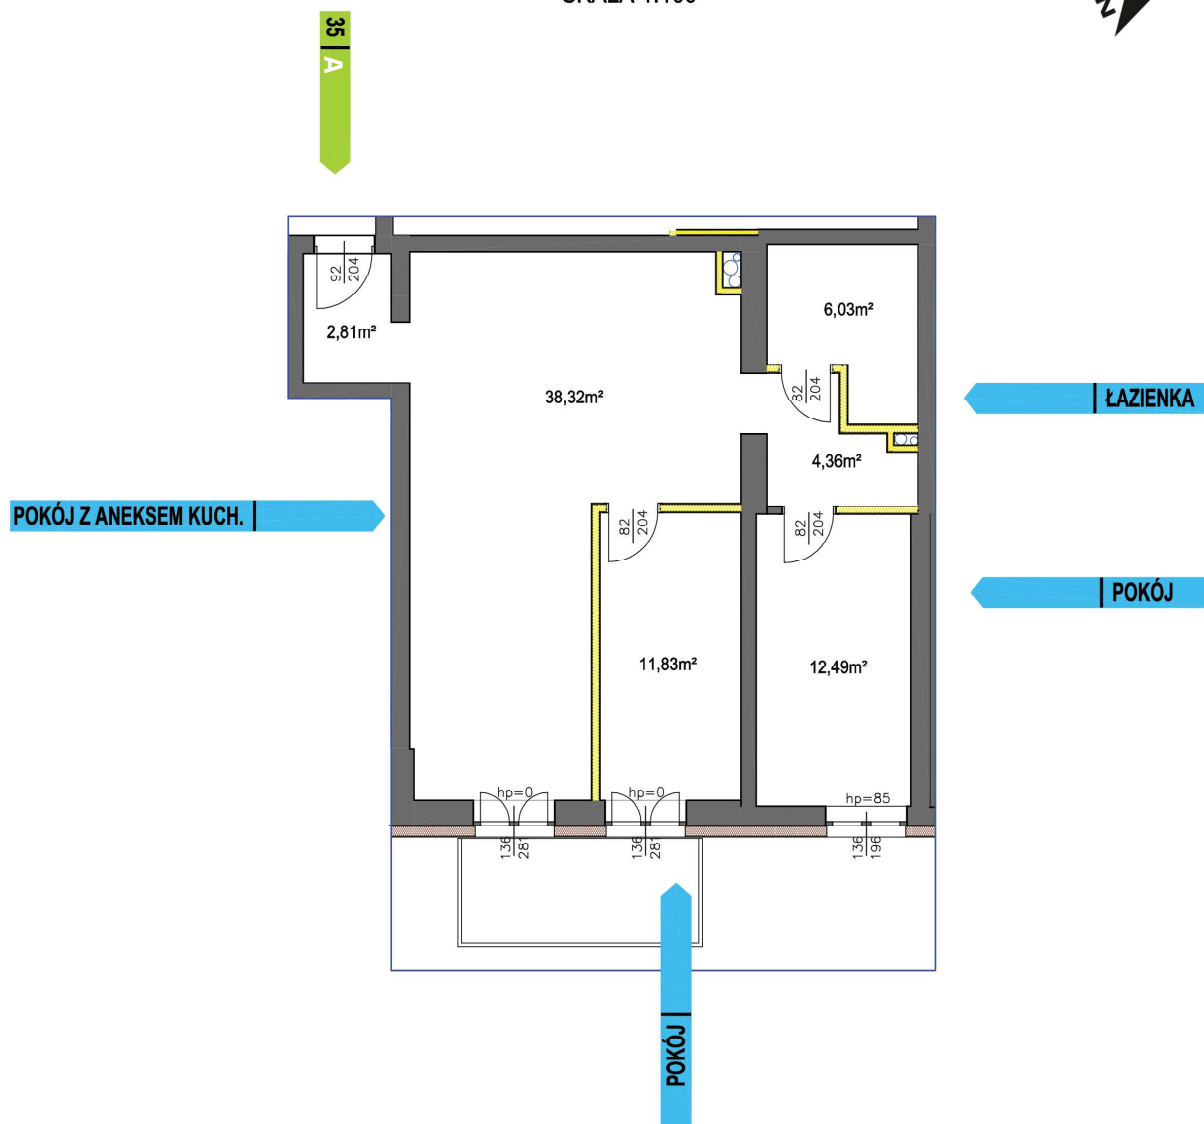 35 A
92
204
2,81m²
38,32m²
6,03m²
82
204
ŁAZIENKA
4,36m²
POKÓJ Z ANEKSEM KUCH.
82
204
82
204
POKÓJ
11,83m²
12,49m²
hp=0
hp=0
hp=85
136
281
136
281
136
196
POKÓJ